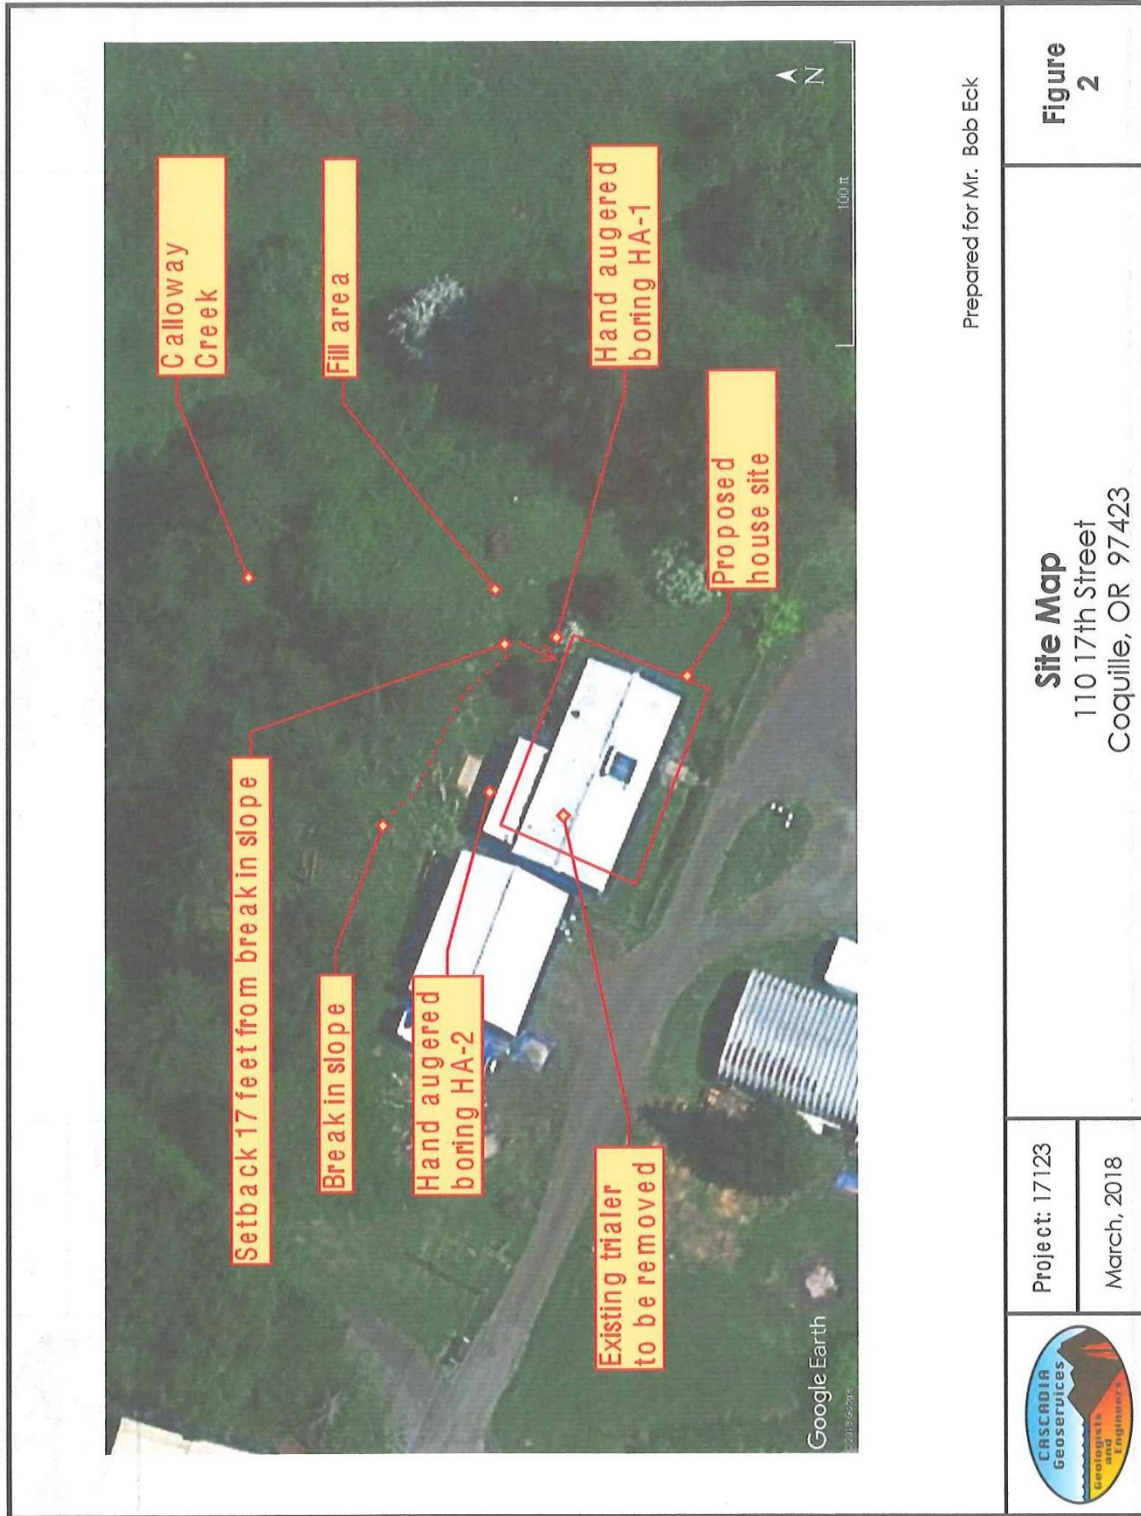 Calloway
Creek
Setback 17 feet from break in slope
Fill area
Break in slope
Hand augered
boring HA-2
Hand augered
boring HA-1
Existing trialer
to be removed
Proposed
house site
N
100 ft
Google Earth
© 2018 Google
Prepared for Mr. Bob Eck
CASCADIA
Geoservices
Geologists
and
Engineers
Project: 17123
March, 2018
Site Map
110 17th Street
Coquille, OR 97423
Figure
2